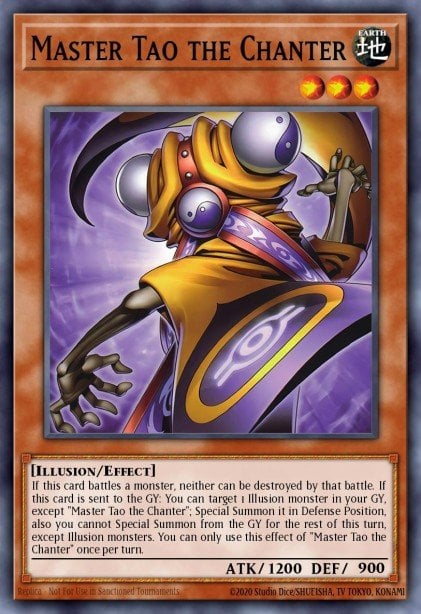 MASTER TAO THE CHANTER
EARTH
地
[ILLUSION/EFFECT]
If this card battles a monster, neither can be destroyed by that battle. If
this card is sent to the GY: You can target 1 Illusion monster in your GY,
except "Master Tao the Chanter"; Special Summon it in Defense Position,
also you cannot Special Summon from the GY for the rest of this turn,
except Illusion monsters. You can only use this effect of "Master Tao the
Chanter" once per turn.
ATK/1200 DEF/ 900
Replica - Not For Use in Sanctioned Tournaments
©2020 Studio Dice/SHUEISHA, TV TOKYO, KONAMI